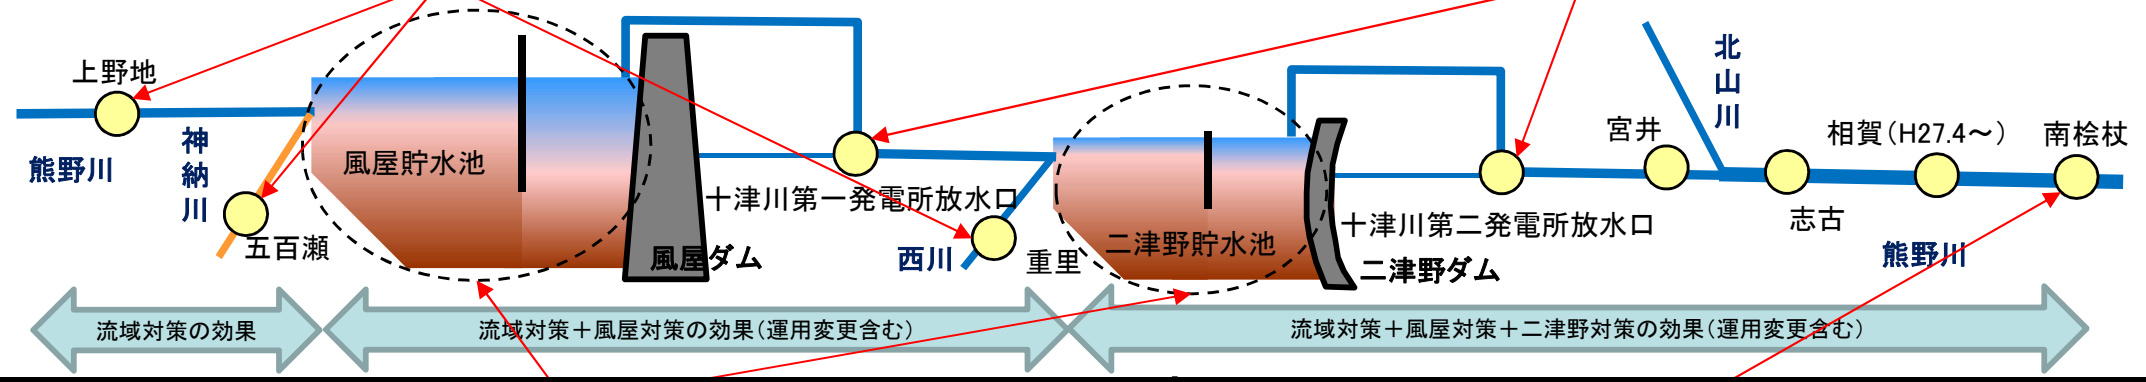 上野地
熊野川
神納川
五百瀬
風屋貯水池
風屋ダム
十津川第一発電所放水口
西川
重里
二津野貯水池
二津野ダム
十津川第二発電所放水口
宮井
北山川
志古
相賀(H27.4～)
熊野川
南桧杖
流域対策の効果
流域対策＋風屋対策の効果(運用変更含む)
流域対策＋風屋対策＋二津野対策の効果(運用変更含む)